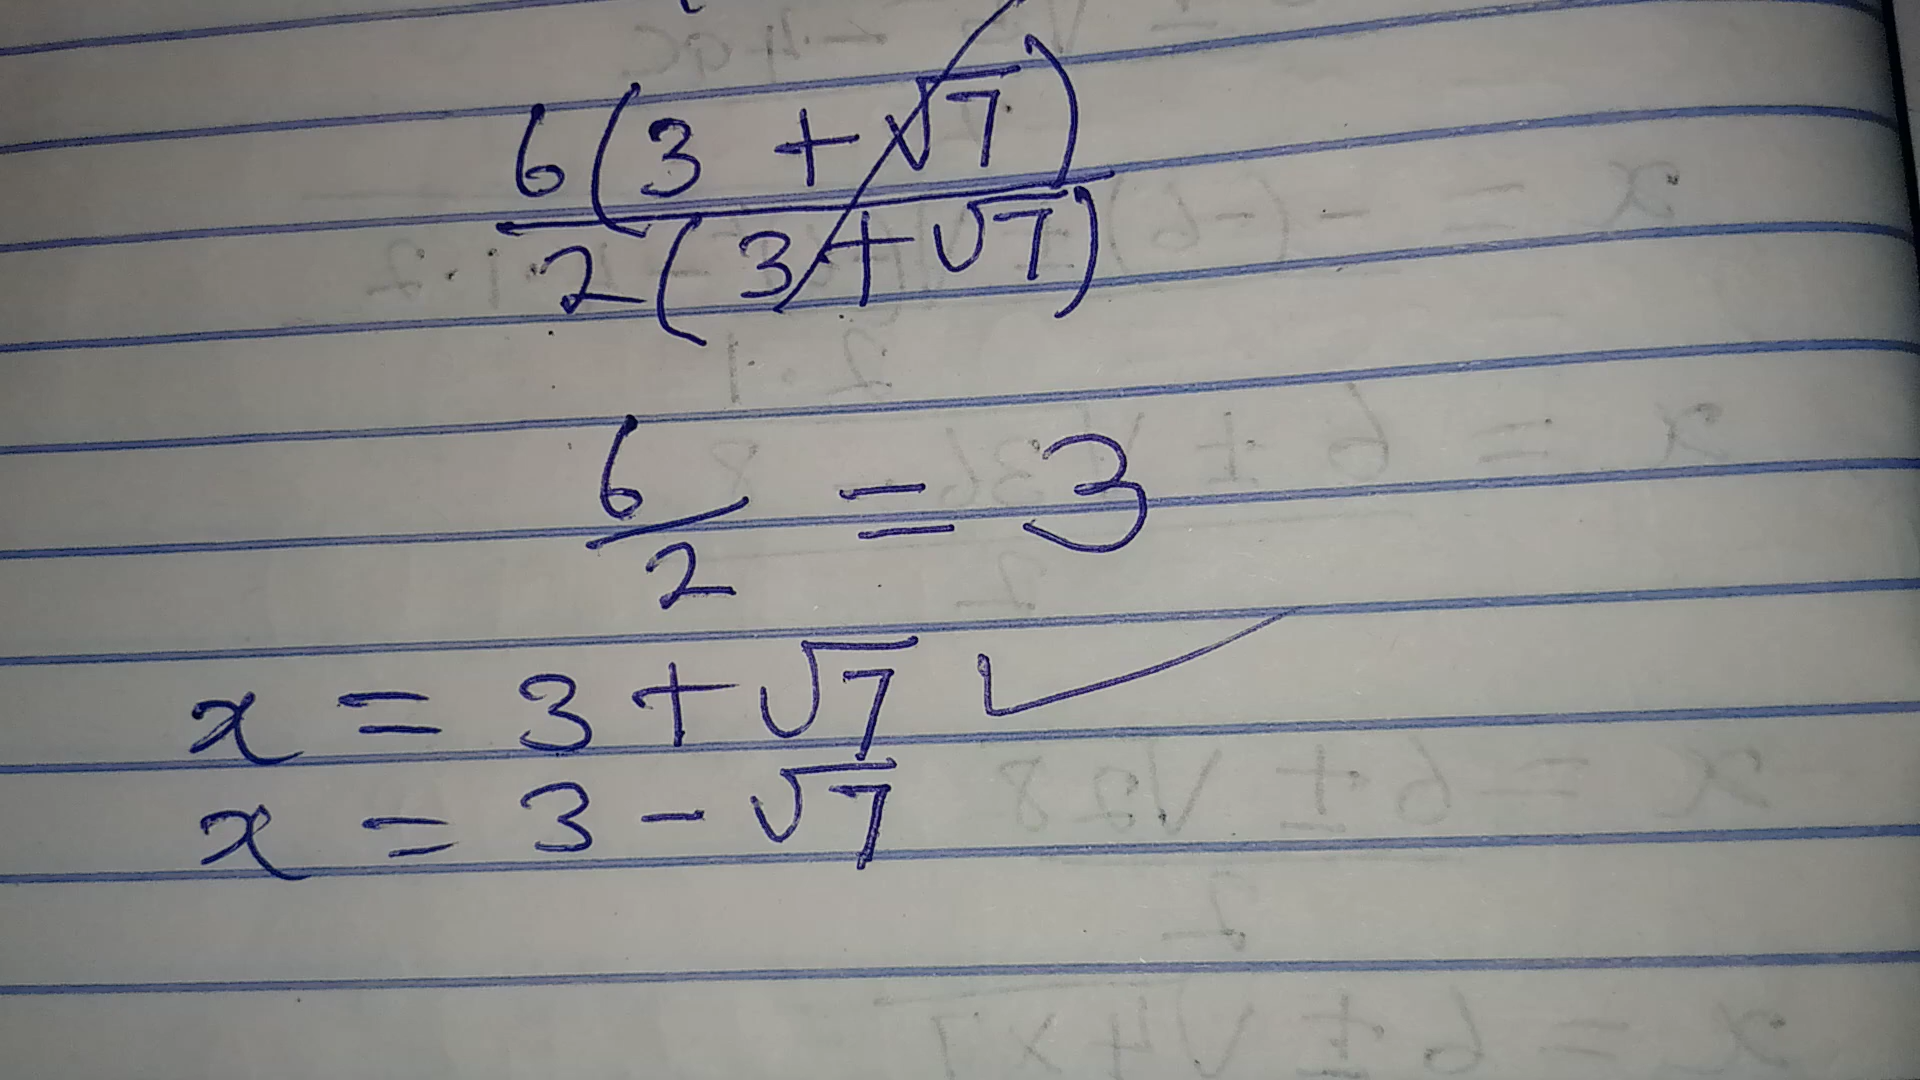 6(3 + √7)
2(3 + √7)
6/2 = 3
x = 3 + √7 ✓
x = 3 - √7